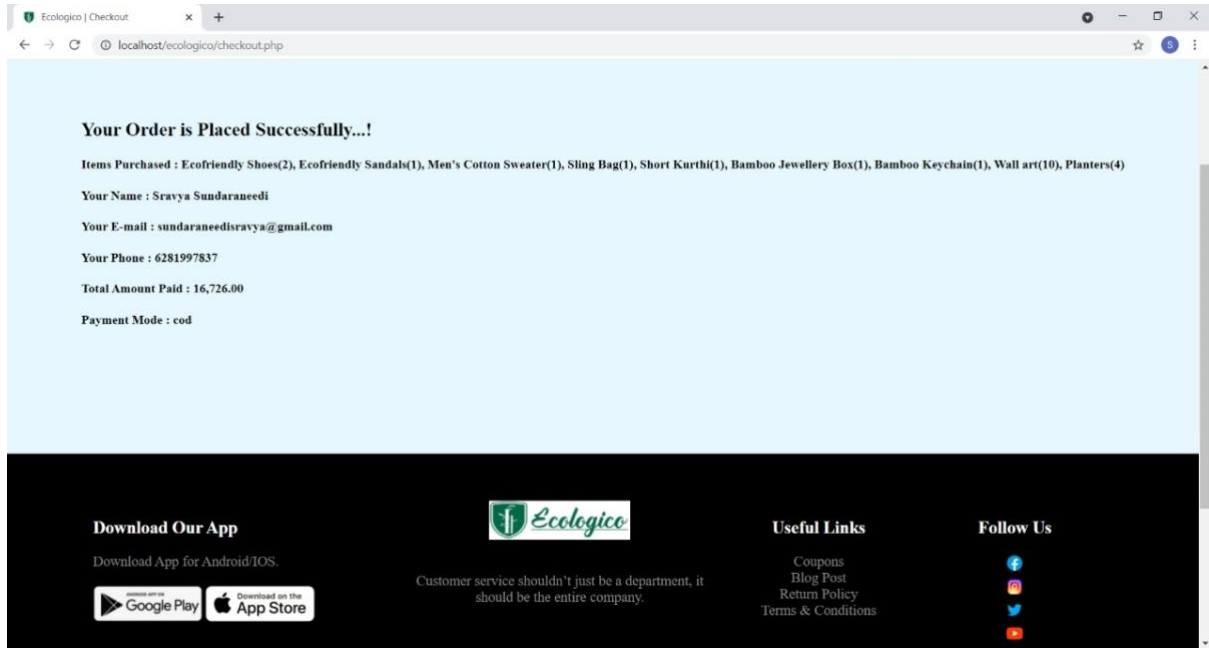 Ecologico | Checkout
localhost/ecologico/checkout.php
S
Your Order is Placed Successfully...!
Items Purchased : Ecofriendly Shoes(2), Ecofriendly Sandals(1), Men's Cotton Sweater(1), Sling Bag(1), Short Kurthi(1), Bamboo Jewellery Box(1), Bamboo Keychain(1), Wall art(10), Planters(4)
Your Name : Sravya Sundaraneedi
Your E-mail : sundaraneedisravya@gmail.com
Your Phone : 6281997837
Total Amount Paid : 16,726.00
Payment Mode : cod
Download Our App
Download App for Android/IOS.
ANDROID APP ON
Google Play
Download on the
App Store
Ecologico
Customer service shouldn't just be a department, it
should be the entire company.
Useful Links
Coupons
Blog Post
Return Policy
Terms & Conditions
Follow Us